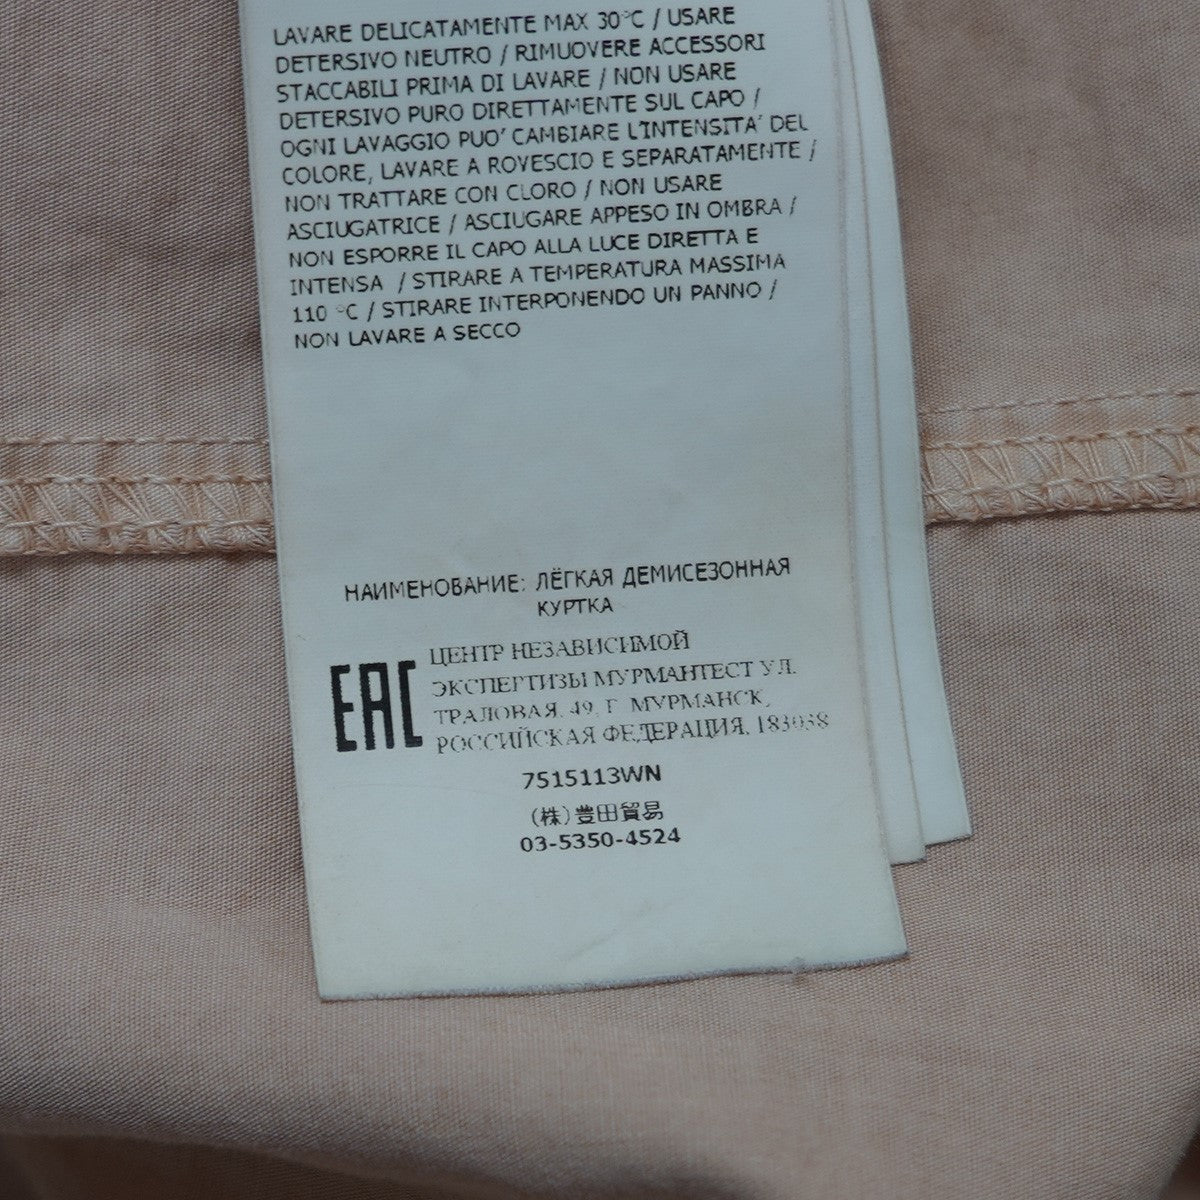 LAVARE DELICATAMENTE MAX 30°C / USARE
DETERSIVO NEUTRO / RIMUOVERE ACCESSORI
STACCABILI PRIMA DI LAVARE / NON USARE
DETERSIVO PURO DIRETTAMENTE SUL CAPO /
OGNI LAVAGGIO PUO' CAMBIARE L'INTENSITA' DEL
COLORE, LAVARE A ROVESCIO E SEPARATAMENTE /
NON TRATTARE CON CLORO / NON USARE
ASCIUGATRICE / ASCIUGARE APPESO IN OMBRA /
NON ESPORRE IL CAPO ALLA LUCE DIRETTA E
INTENSA / STIRARE A TEMPERATURA MASSIMA
110 °C / STIRARE INTERPONENDO UN PANNO /
NON LAVARE A SECCO
НАИМЕНОВАНИЕ: ЛЁГКАЯ ДЕМИСЕЗОННАЯ
КУРТКА
EAC
ЦЕНТР НЕЗАВИСИМОЙ
ЭКСПЕРТИЗЫ МУРМАНТЕСТ УЛ.
ТРАЛОВАЯ, 49, Г. МУРМАНСК,
РОССИЙСКАЯ ФЕДЕРАЦИЯ, 183038
7515113WN
(株)豊田貿易
03-5350-4524